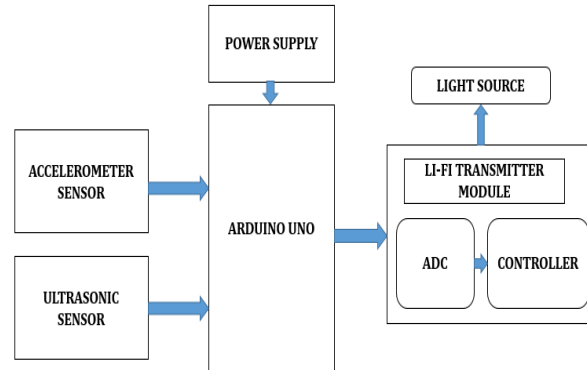 POWER SUPPLY
LIGHT SOURCE
ACCELEROMETER
SENSOR
ARDUINO UNO
LI-FI TRANSMITTER
MODULE
ADC
CONTROLLER
ULTRASONIC
SENSOR